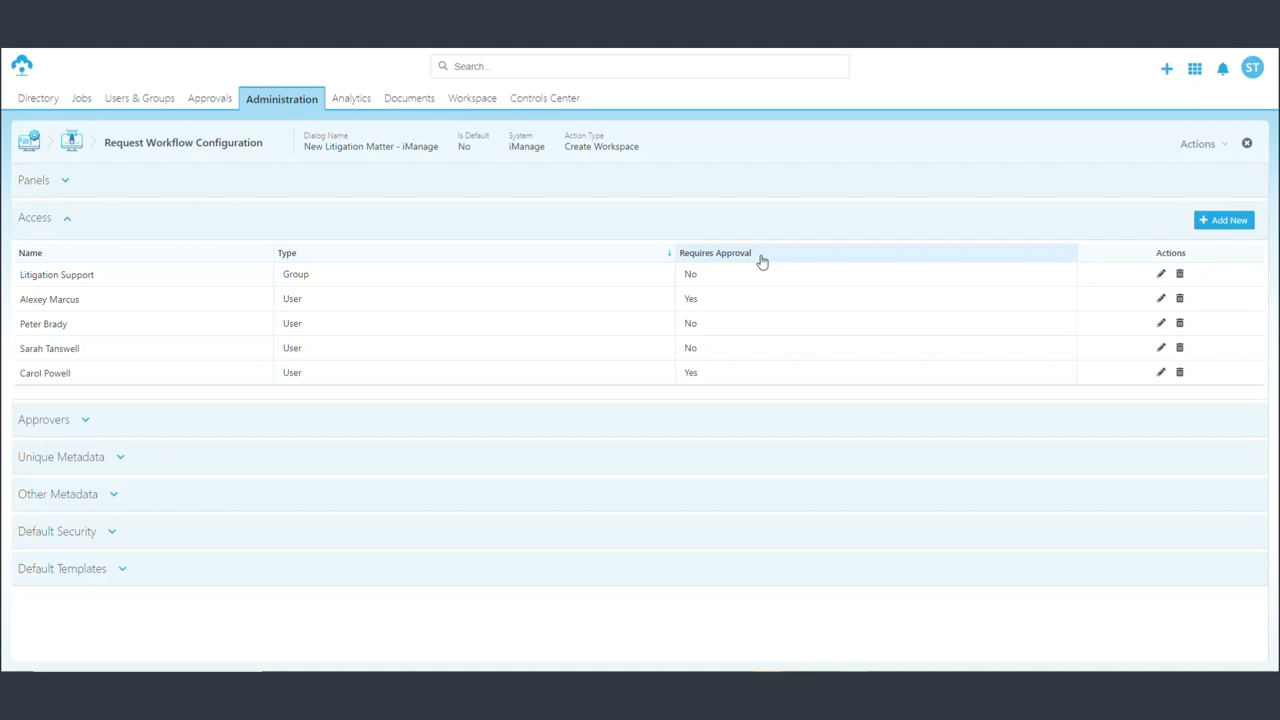 Search...
ST
Directory Jobs Users & Groups Approvals Administration Analytics Documents Workspace Controls Center
Request Workflow Configuration
Dialog Name Is Default System Action Type
New Litigation Matter - iManage No iManage Create Workspace
Actions
Panels
Access
+ Add New
Name Type Requires Approval Actions
Litigation Support Group No
Alexey Marcus User Yes
Peter Brady User No
Sarah Tanswell User No
Carol Powell User Yes
Approvers
Unique Metadata
Other Metadata
Default Security
Default Templates